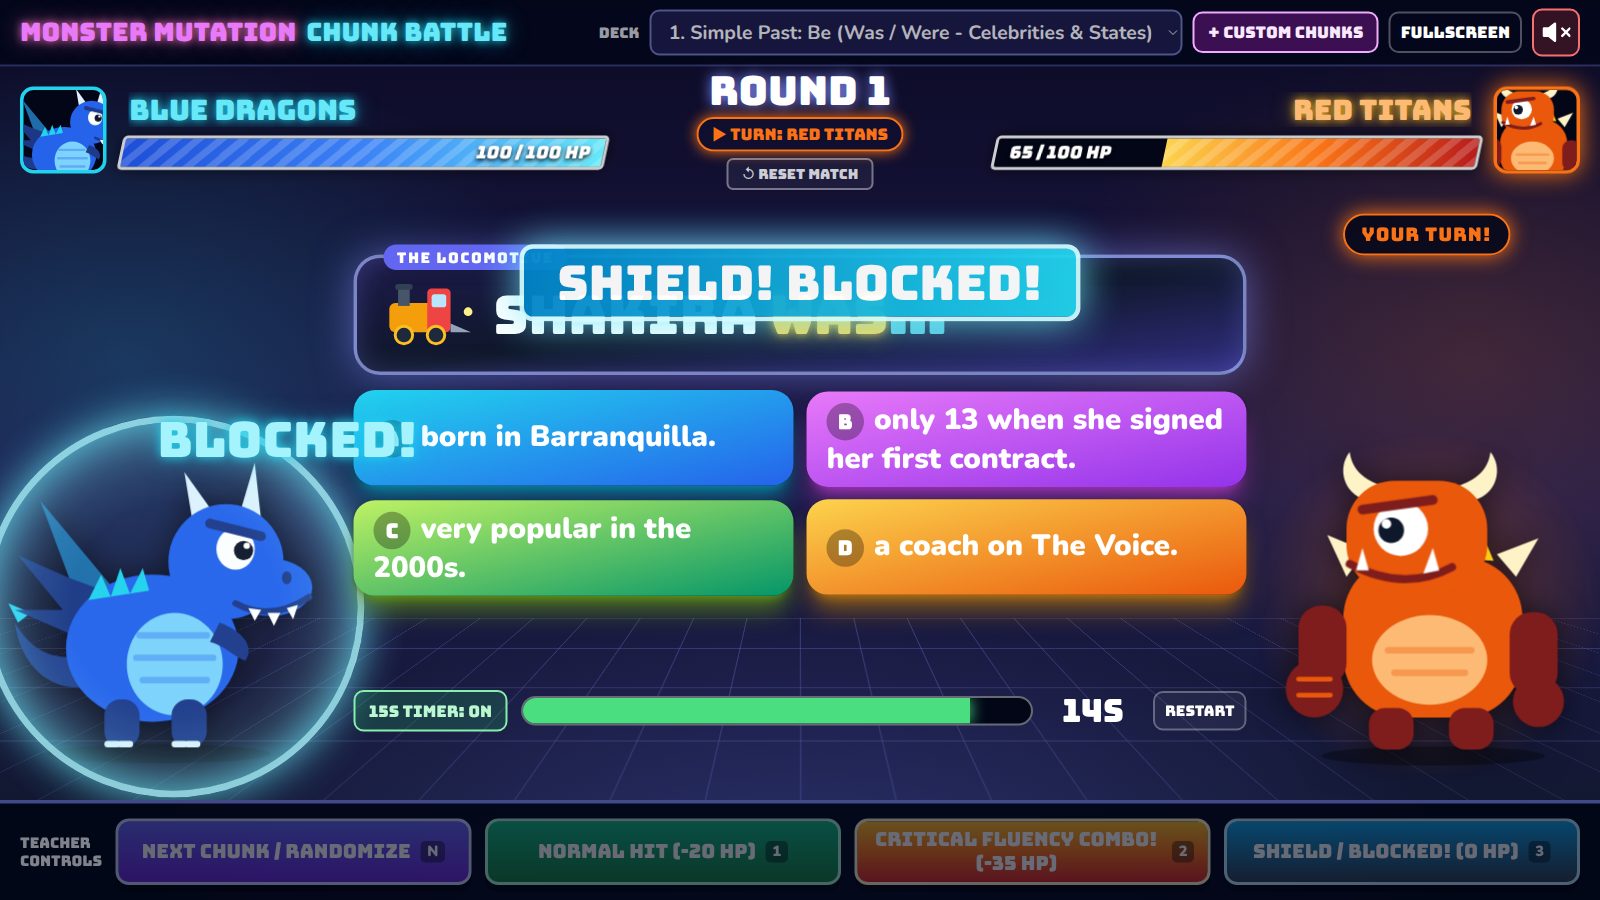 MONSTER MUTATION CHUNK BATTLE
DECK
1. Simple Past: Be (Was / Were - Celebrities & States)
+ CUSTOM CHUNKS
FULLSCREEN
BLUE DRAGONS
100 / 100 HP
ROUND 1
▶ TURN: RED TITANS
↺ RESET MATCH
RED TITANS
65 / 100 HP
YOUR TURN!
THE LOCOMOTIVE
SHIELD! BLOCKED!
SHAKIRA WAS...
BLOCKED!
born in Barranquilla.
B only 13 when she signed
her first contract.
C very popular in the
2000s.
D a coach on The Voice.
15S TIMER: ON
14S
RESTART
TEACHER
CONTROLS
NEXT CHUNK / RANDOMIZE N
NORMAL HIT (-20 HP) 1
CRITICAL FLUENCY COMBO!
(-35 HP) 2
SHIELD / BLOCKED! (0 HP) 3